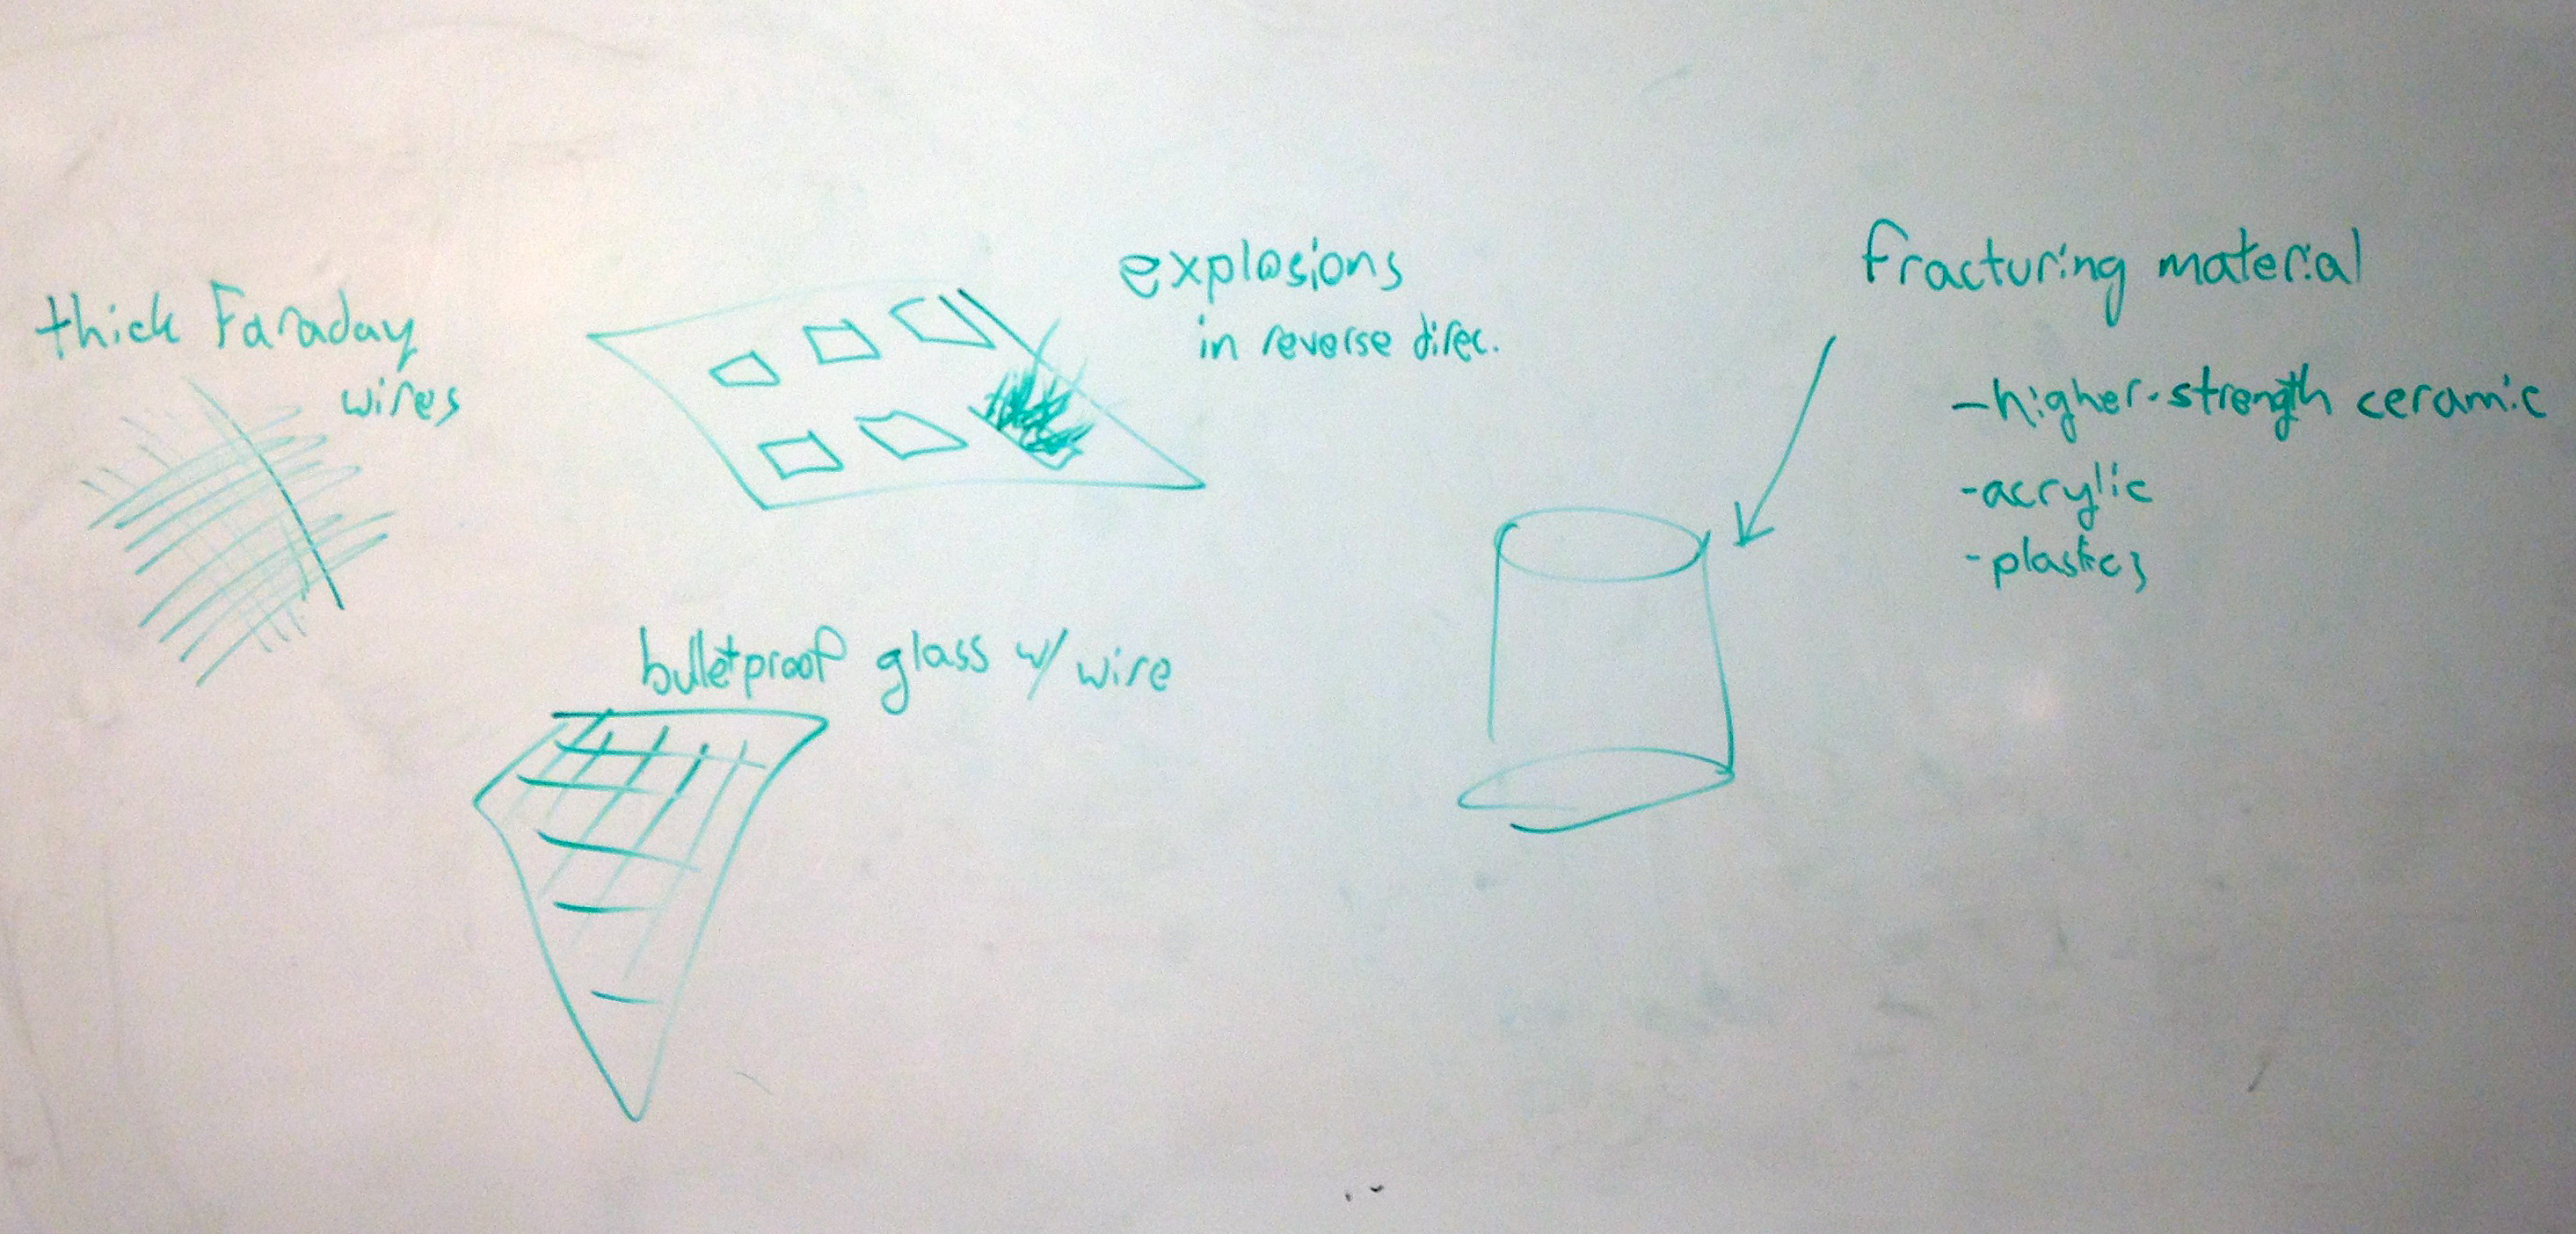 thick Faraday
wires
explosions
in reverse direc.
bulletproof glass w/ wire
fracturing material
-higher-strength ceramic
-acrylic
-plastics